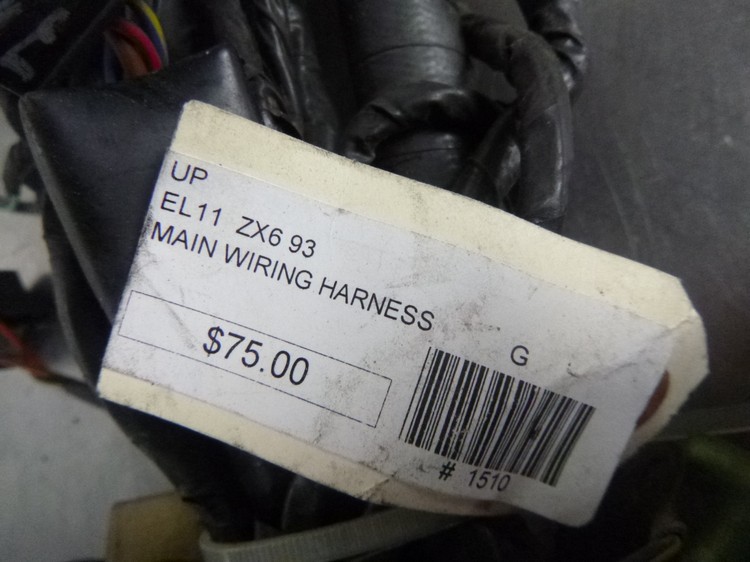 UP
EL11 ZX6 93
MAIN WIRING HARNESS
$75.00
G
# 1510